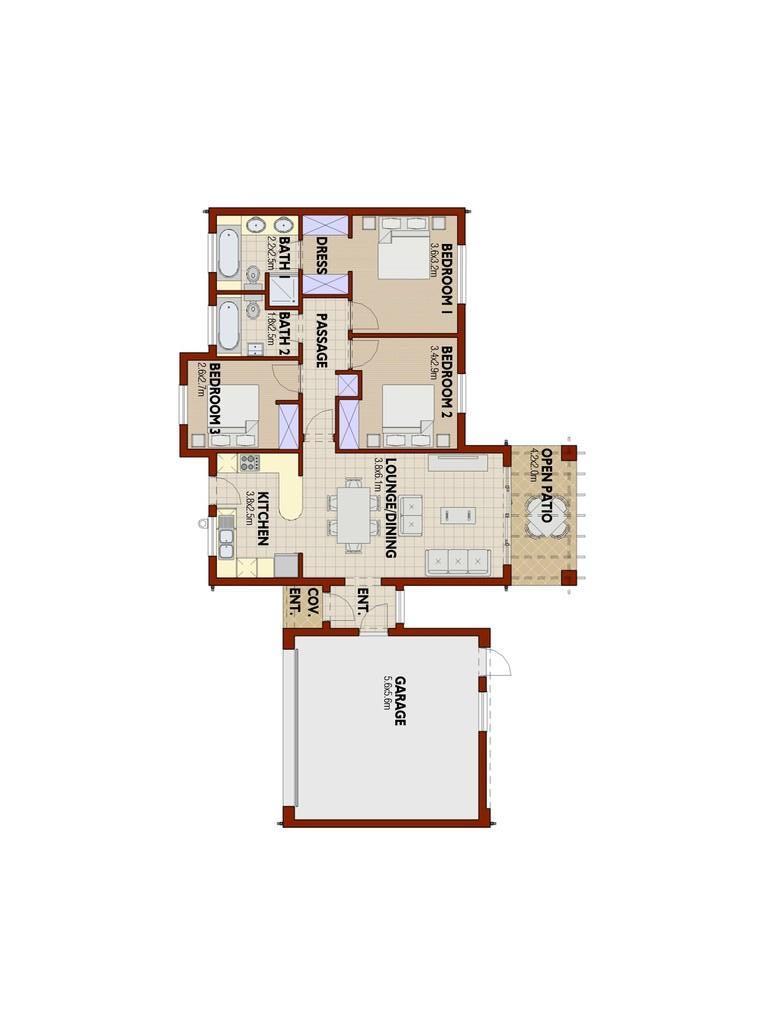 BATH 1
2.2x2.5m
DRESS
BEDROOM 1
3.6x3.2m
BATH 2
1.8x2.5m
PASSAGE
BEDROOM 2
3.4x2.9m
BEDROOM 3
2.6x2.7m
KITCHEN
3.8x2.5m
LOUNGE/DINING
3.8x6.1m
OPEN PATIO
4.2x2.0m
COV.
ENT.
ENT.
GARAGE
5.6x5.6m